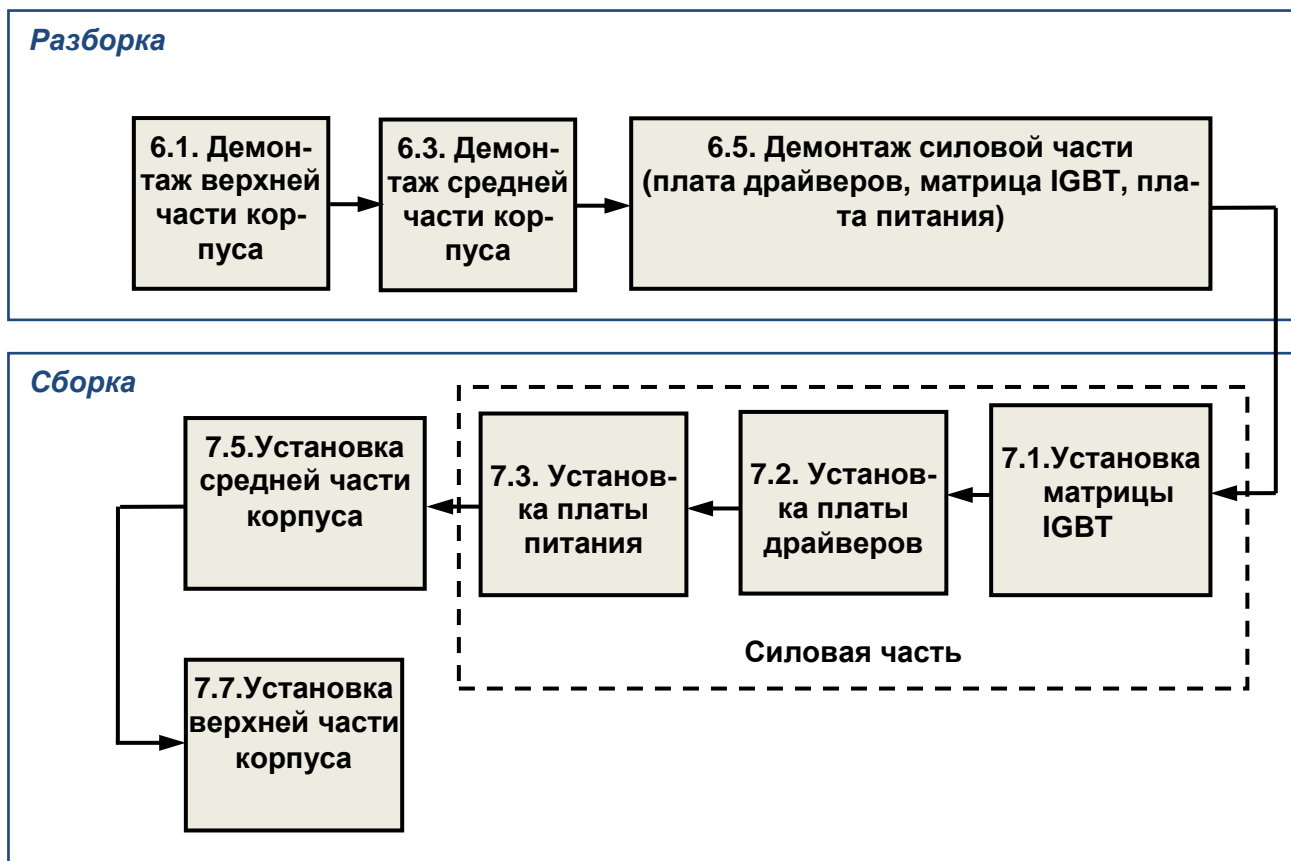 Разборка
6.1. Демон-
таж верхней
части кор-
пуса
6.3. Демон-
таж средней
части кор-
пуса
6.5. Демонтаж силовой части
(плата драйверов, матрица IGBT, пла-
та питания)
Сборка
7.1.Установка
матрицы
IGBT
7.2. Установ-
ка платы
драйверов
7.3. Установ-
ка платы
питания
Силовая часть
7.5.Установка
средней части
корпуса
7.7.Установка
верхней части
корпуса